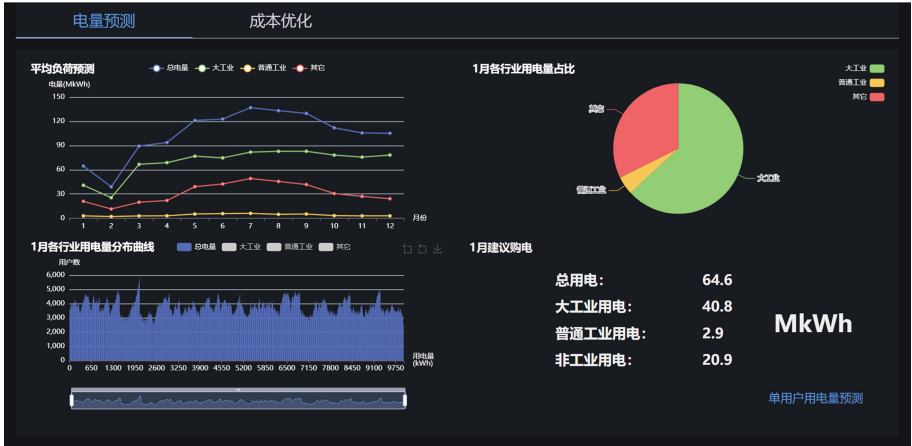 电量预测 成本优化
平均负荷预测 总电量 大工业 普通工业 其它
电量(MkWh)
150
120
90
60
30
0
1 2 3 4 5 6 7 8 9 10 11 12 月份
1月各行业用电量占比
大工业
普通工业
其它
其它
普通工业
大工业
1月各行业用电量分布曲线 总电量 大工业 普通工业 其它
用户数
6,000
5,000
4,000
3,000
2,000
1,000
0
0 650 1300 1950 2600 3250 3900 4550 5200 5850 6500 7150 7800 8450 9100 9750
用电量
(kWh)
1月建议购电
总用电： 64.6
大工业用电： 40.8
普通工业用电： 2.9
非工业用电： 20.9
MkWh
单用户用电量预测